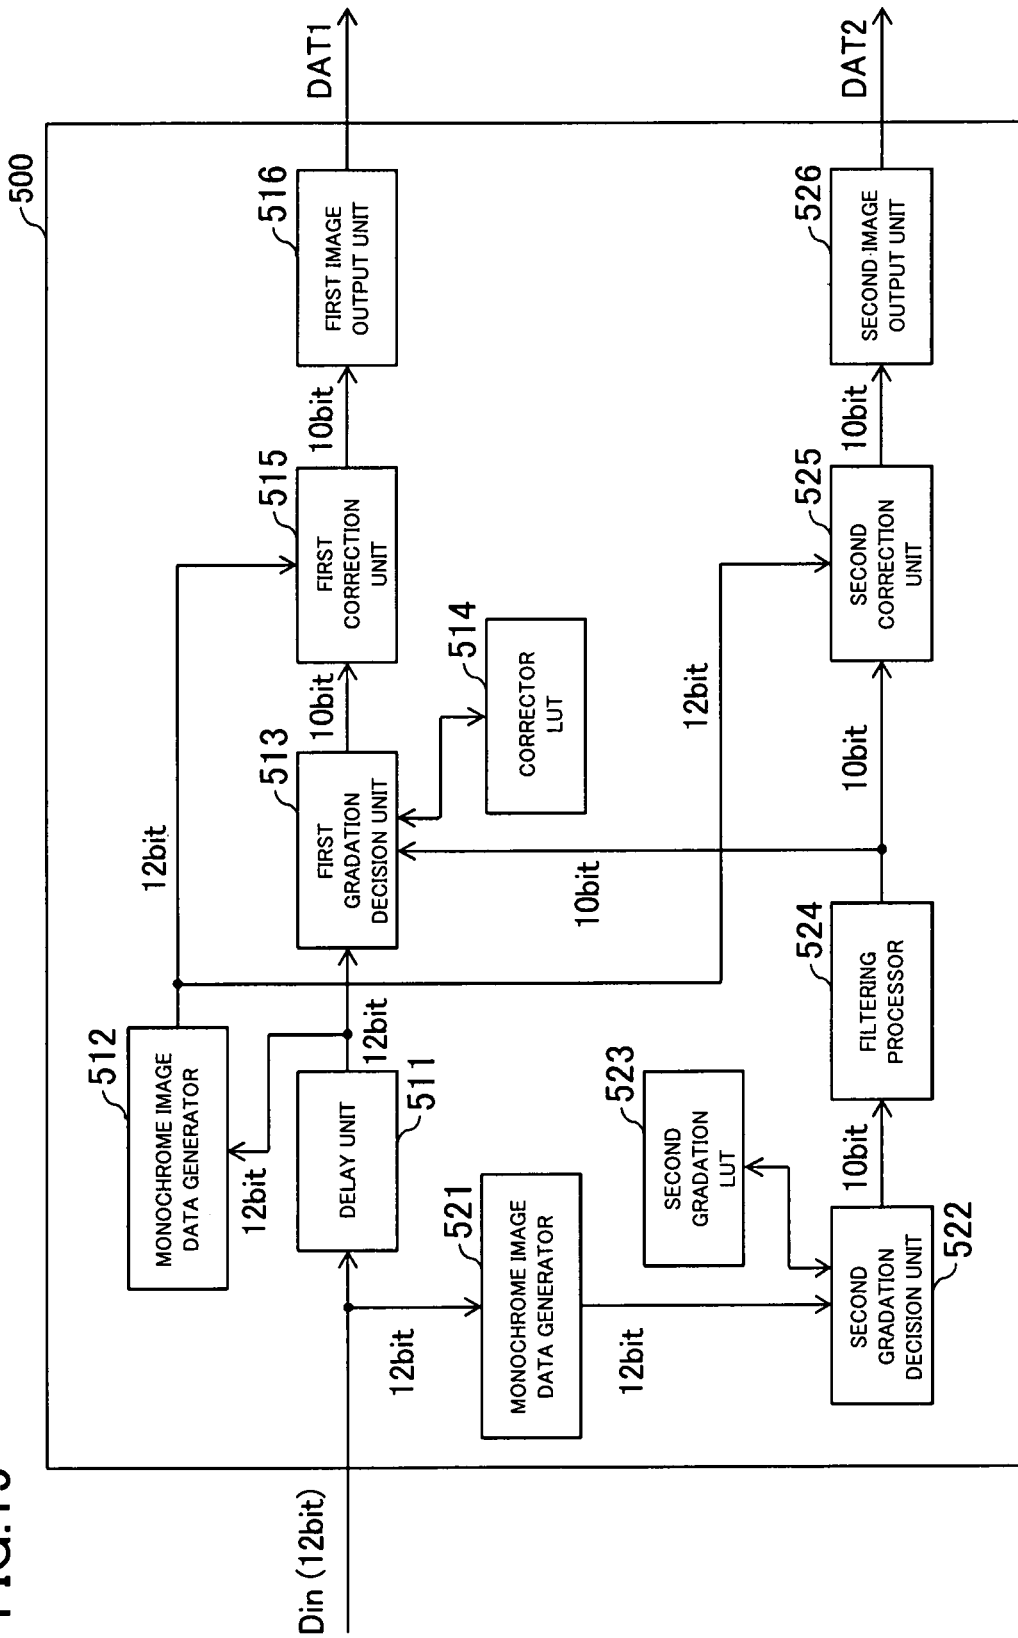 500
Din (12bit)
12bit
DELAY UNIT
511
12bit
12bit
MONOCHROME IMAGE
DATA GENERATOR
512
12bit
FIRST
GRADATION
DECISION UNIT
513
10bit
CORRECTOR
LUT
514
FIRST
CORRECTION
UNIT
515
10bit
FIRST IMAGE
OUTPUT UNIT
516
DAT1
MONOCHROME IMAGE
DATA GENERATOR
521
12bit
SECOND
GRADATION
LUT
523
SECOND
GRADATION
DECISION UNIT
522
10bit
FILTERING
PROCESSOR
524
10bit
10bit
12bit
SECOND
CORRECTION
UNIT
525
10bit
SECOND IMAGE
OUTPUT UNIT
526
DAT2